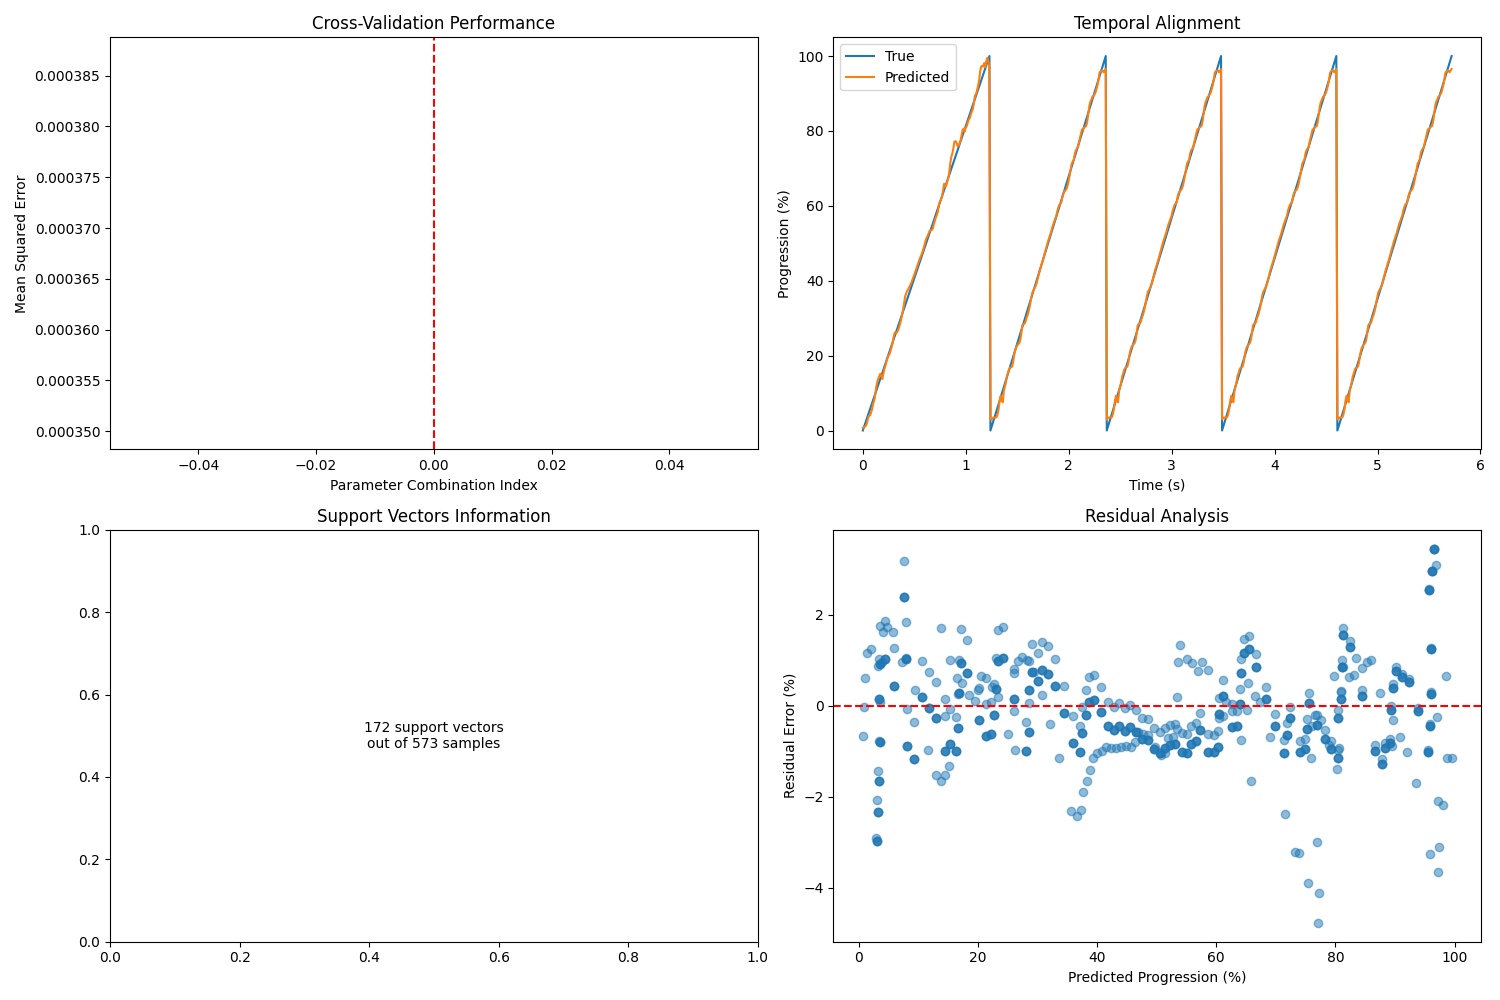 Cross-Validation Performance
Mean Squared Error
0.000385
0.000380
0.000375
0.000370
0.000365
0.000360
0.000355
0.000350
−0.04 −0.02 0.00 0.02 0.04
Parameter Combination Index
Temporal Alignment
True
Predicted
Progression (%)
100
80
60
40
20
0
0 1 2 3 4 5 6
Time (s)
Support Vectors Information
1.0
0.8
0.6
0.4
0.2
0.0
172 support vectors
out of 573 samples
0.0 0.2 0.4 0.6 0.8 1.0
Residual Analysis
Residual Error (%)
2
0
−2
−4
0 20 40 60 80 100
Predicted Progression (%)